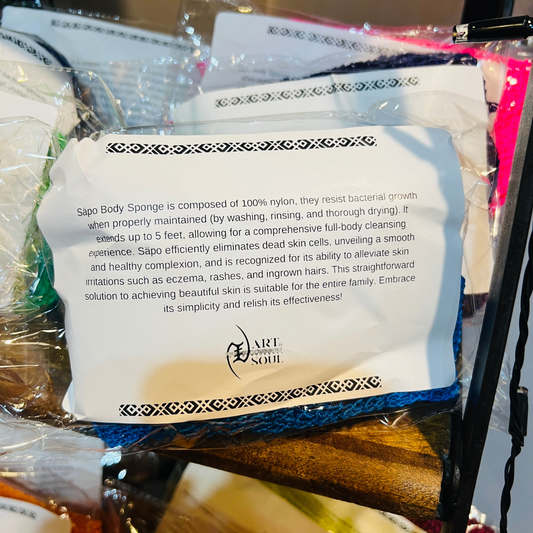 Säpo Body Sponge is composed of 100% nylon, they resist bacterial growth
when properly maintained (by washing, rinsing, and thorough drying). It
extends up to 5 feet, allowing for a comprehensive full-body cleansing
experience. Säpo efficiently eliminates dead skin cells, unveiling a smooth
and healthy complexion, and is recognized for its ability to alleviate skin
irritations such as eczema, rashes, and ingrown hairs. This straightforward
solution to achieving beautiful skin is suitable for the entire family. Embrace
its simplicity and relish its effectiveness!
ART
SOUL